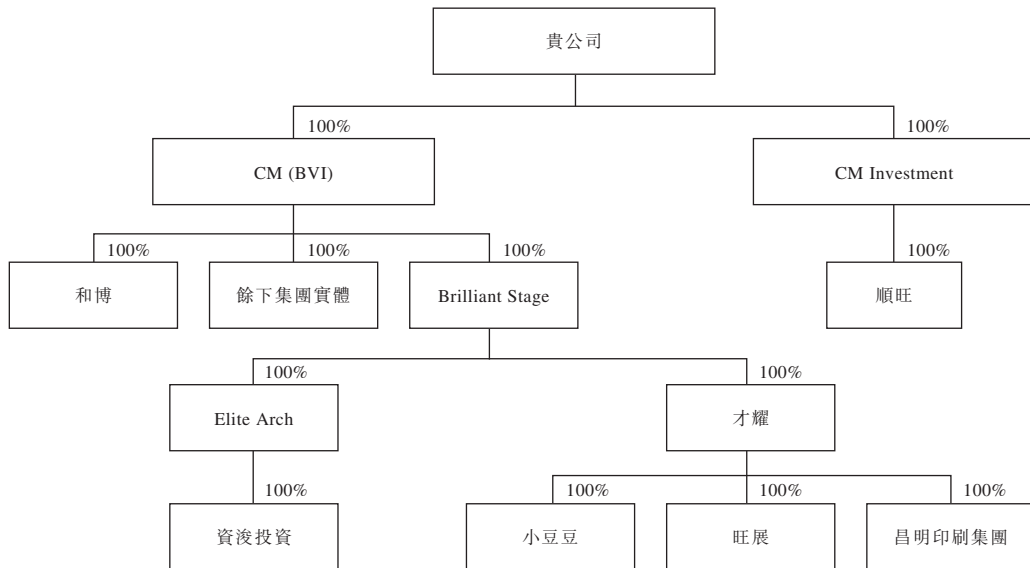 貴公司
100%
100%
CM (BVI)
CM Investment
100%
100%
100%
100%
和博
餘下集團實體
Brilliant Stage
順旺
100%
100%
Elite Arch
才耀
100%
100%
100%
100%
資浚投資
小豆豆
旺展
昌明印刷集團